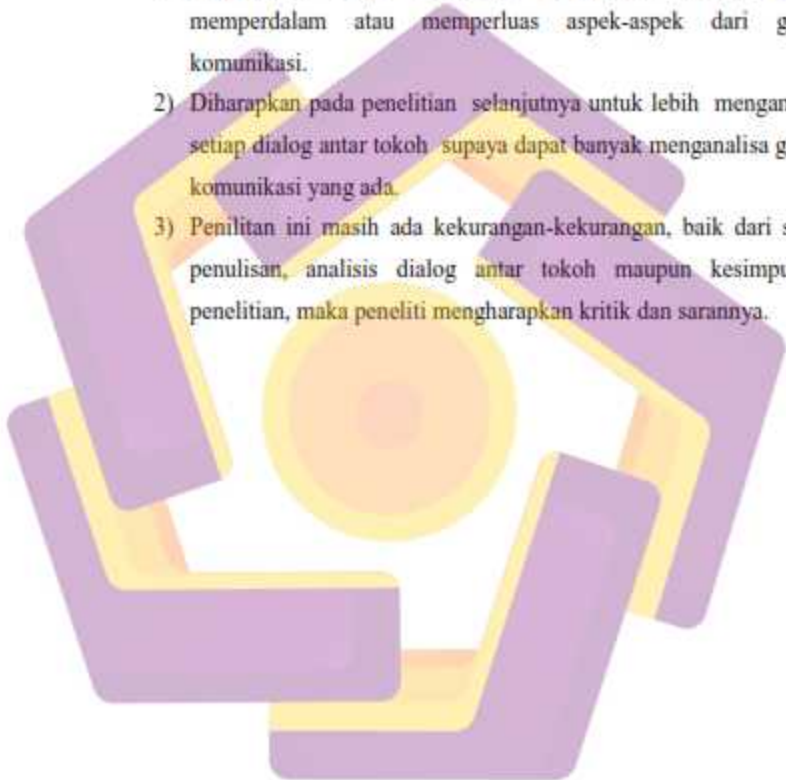 memperdalam atau memperluas aspek-aspek dari g
komunikasi.
2) Diharapkan pada penelitian selanjutnya untuk lebih mengan
setiap dialog antar tokoh supaya dapat banyak menganalisa g
komunikasi yang ada.
3) Penilitan ini masih ada kekurangan-kekurangan, baik dari s
penulisan, analisis dialog antar tokoh maupun kesimpu
penelitian, maka peneliti mengharapkan kritik dan sarannya.